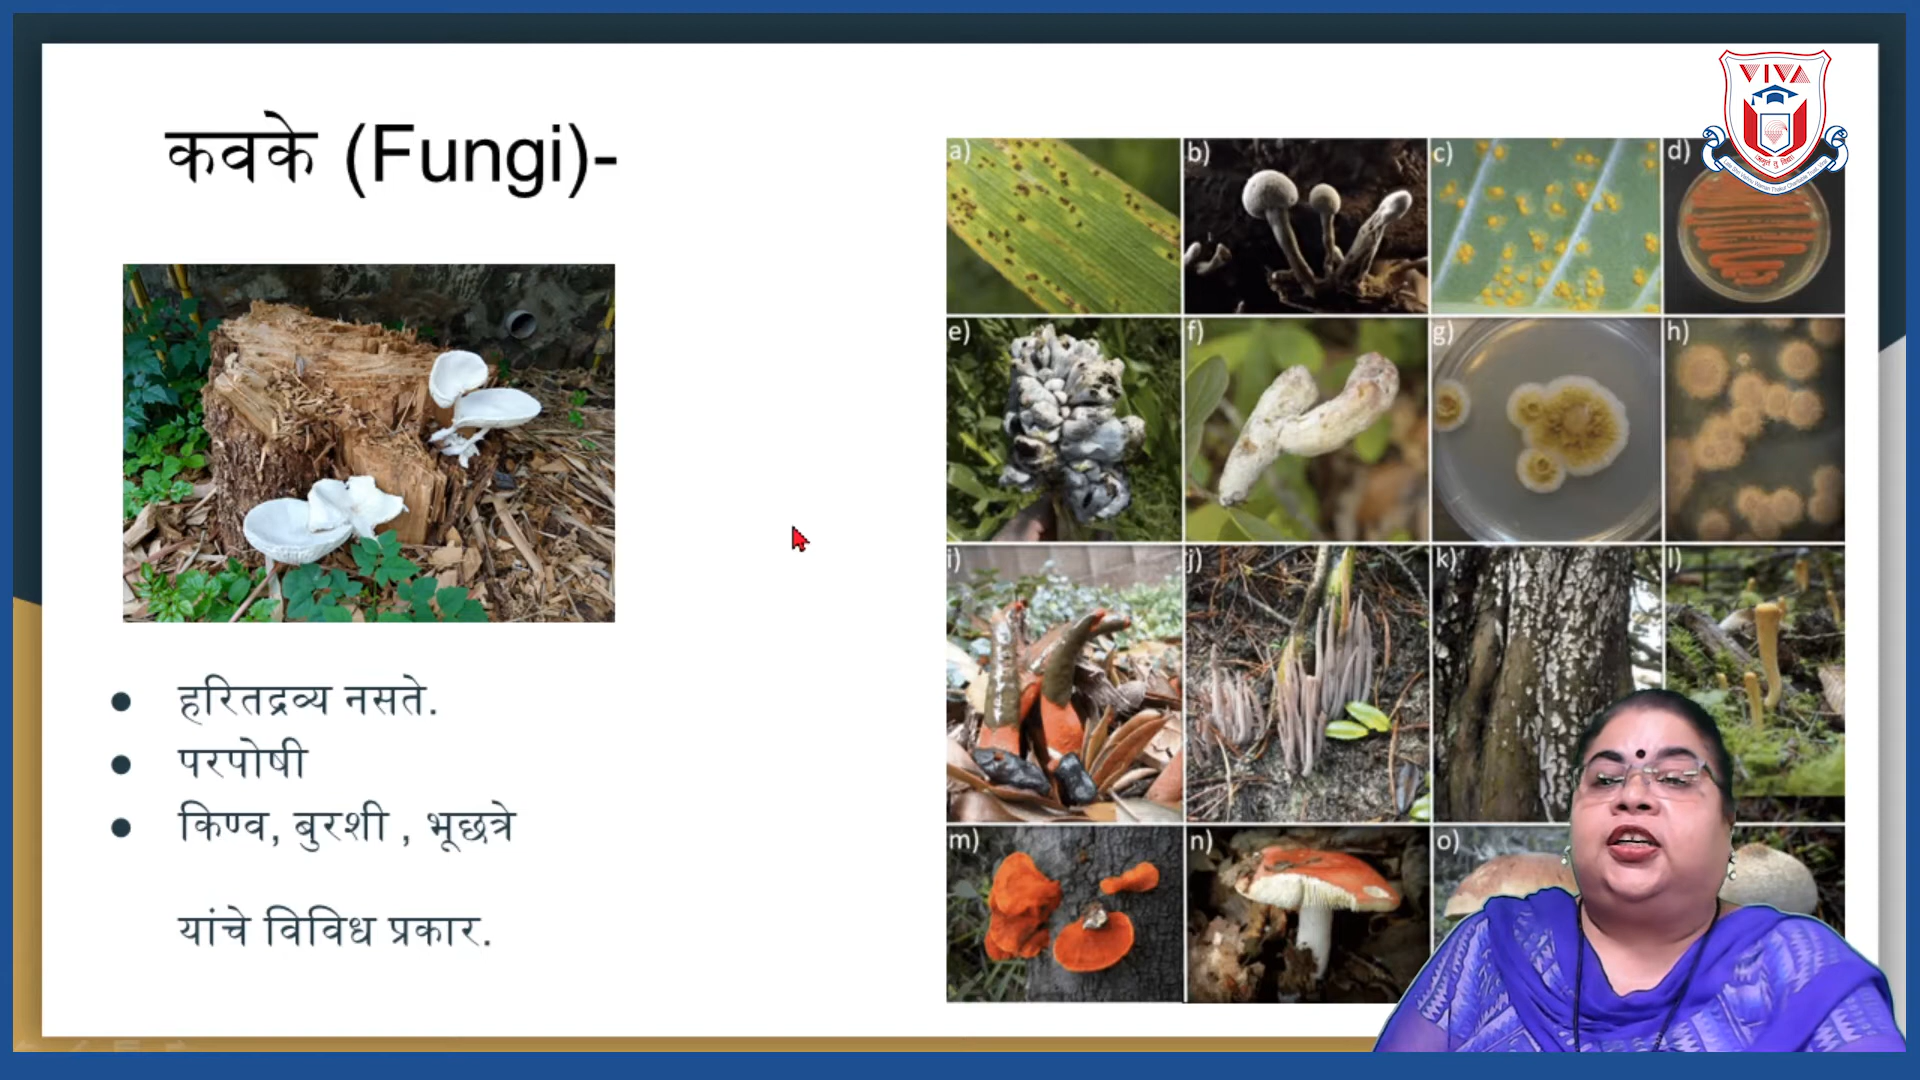 कवके (Fungi)-
VIVA
a)
b)
c)
d)
e)
f)
g)
h)
i)
j)
k)
l)
m)
n)
o)
● हरितद्रव्य नसते.
● परपोषी
● किण्व, बुरशी , भूछत्रे
यांचे विविध प्रकार.